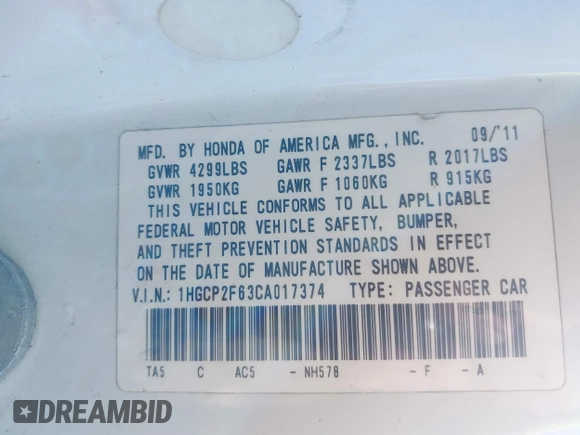 MFD. BY HONDA OF AMERICA MFG., INC. 09/'11
GVWR 4299LBS GAWR F 2337LBS R 2017LBS
GVWR 1950KG GAWR F 1060KG R 915KG
THIS VEHICLE CONFORMS TO ALL APPLICABLE
FEDERAL MOTOR VEHICLE SAFETY, BUMPER,
AND THEFT PREVENTION STANDARDS IN EFFECT
ON THE DATE OF MANUFACTURE SHOWN ABOVE.
V.I.N.: 1HGCP2F63CA017374 TYPE: PASSENGER CAR
TA5 C AC5 - NH578 - F - A
DREAMBID